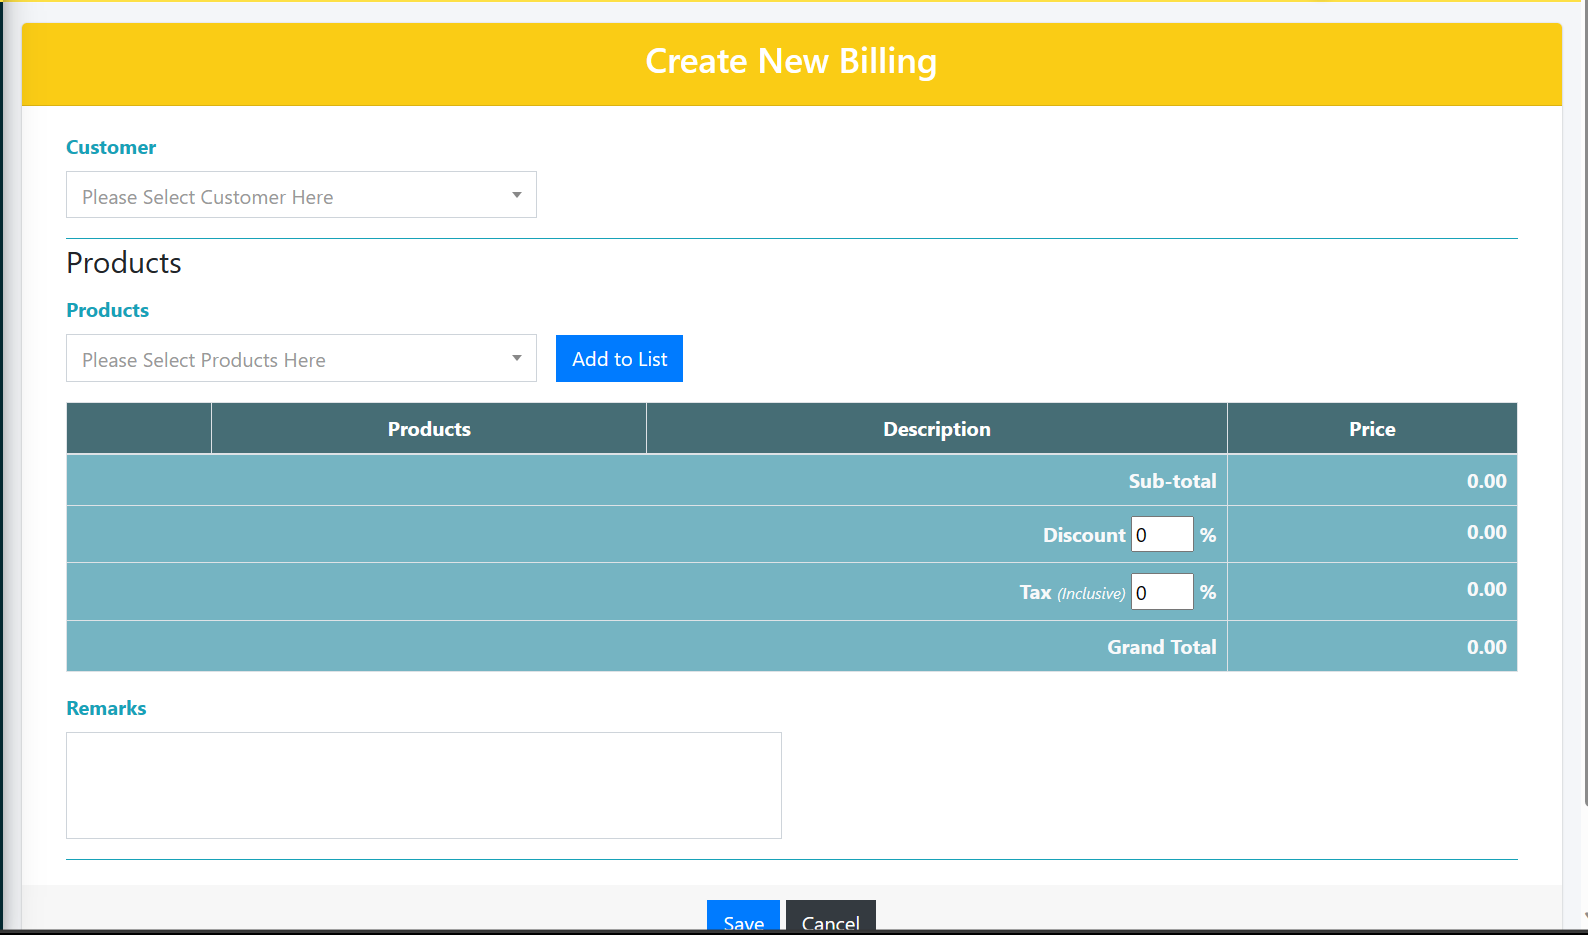 Create New Billing
Customer
Please Select Customer Here
Products
Products
Please Select Products Here
Add to List
Products Description Price
Sub-total 0.00
Discount 0 % 0.00
Tax (Inclusive) 0 % 0.00
Grand Total 0.00
Remarks
Save Cancel